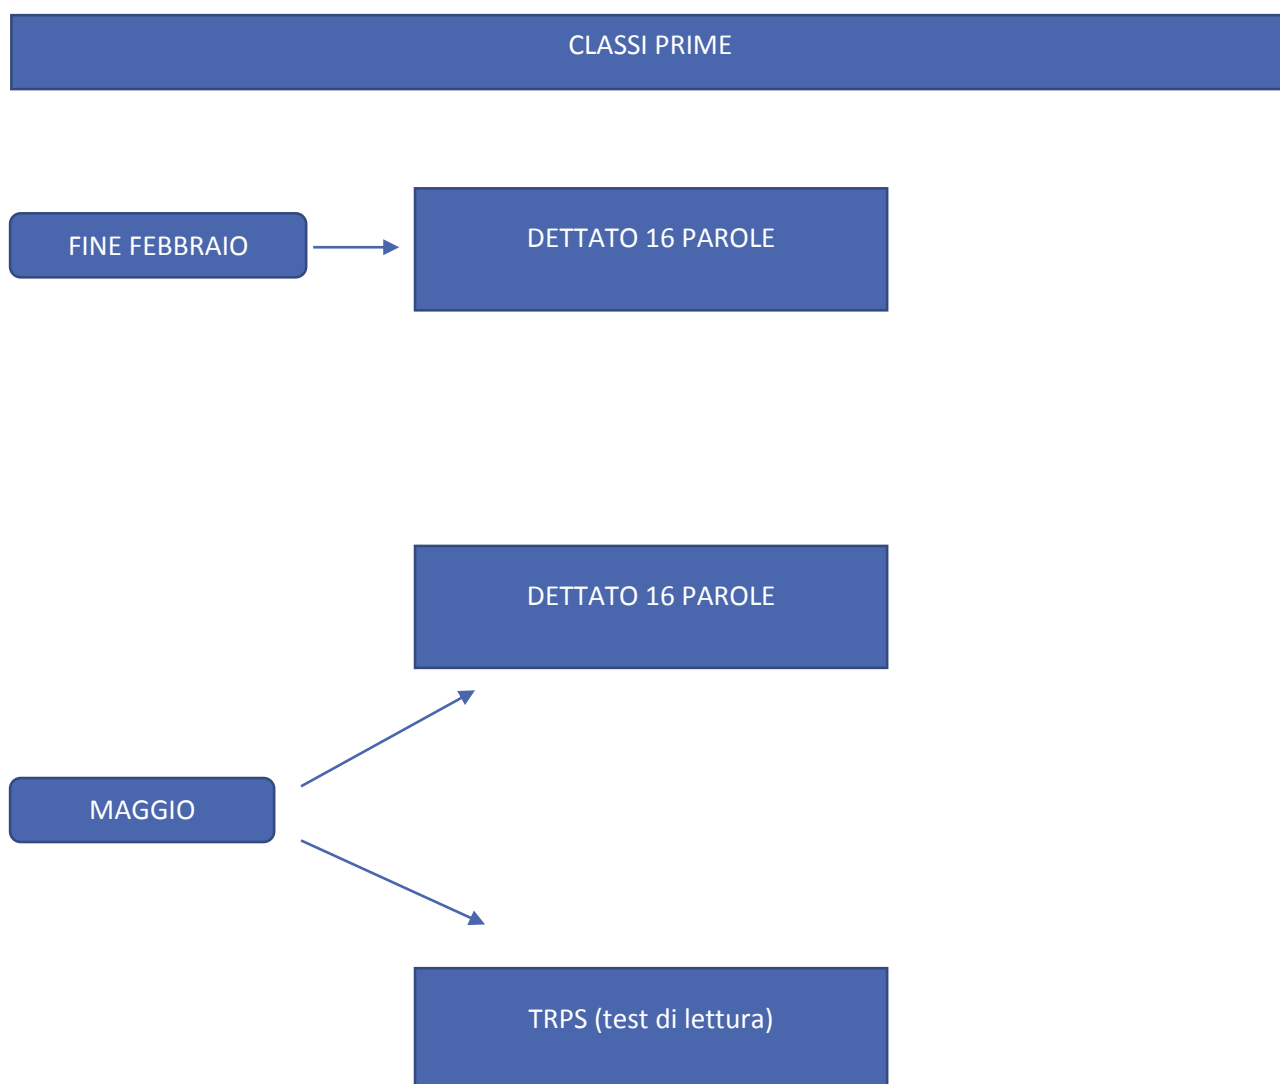 CLASSI PRIME
FINE FEBBRAIO
DETTATO 16 PAROLE
DETTATO 16 PAROLE
MAGGIO
TRPS (test di lettura)